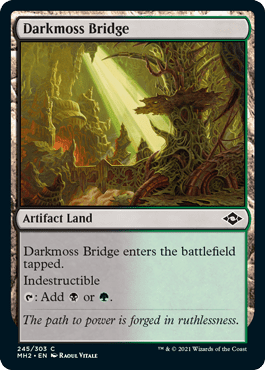 Darkmoss Bridge
Artifact Land
Darkmoss Bridge enters the battlefield
tapped.
Indestructible
: Add or .
The path to power is forged in ruthlessness.
245/303 C
MH2 • EN Raoul Vitale
™ & © 2021 Wizards of the Coast